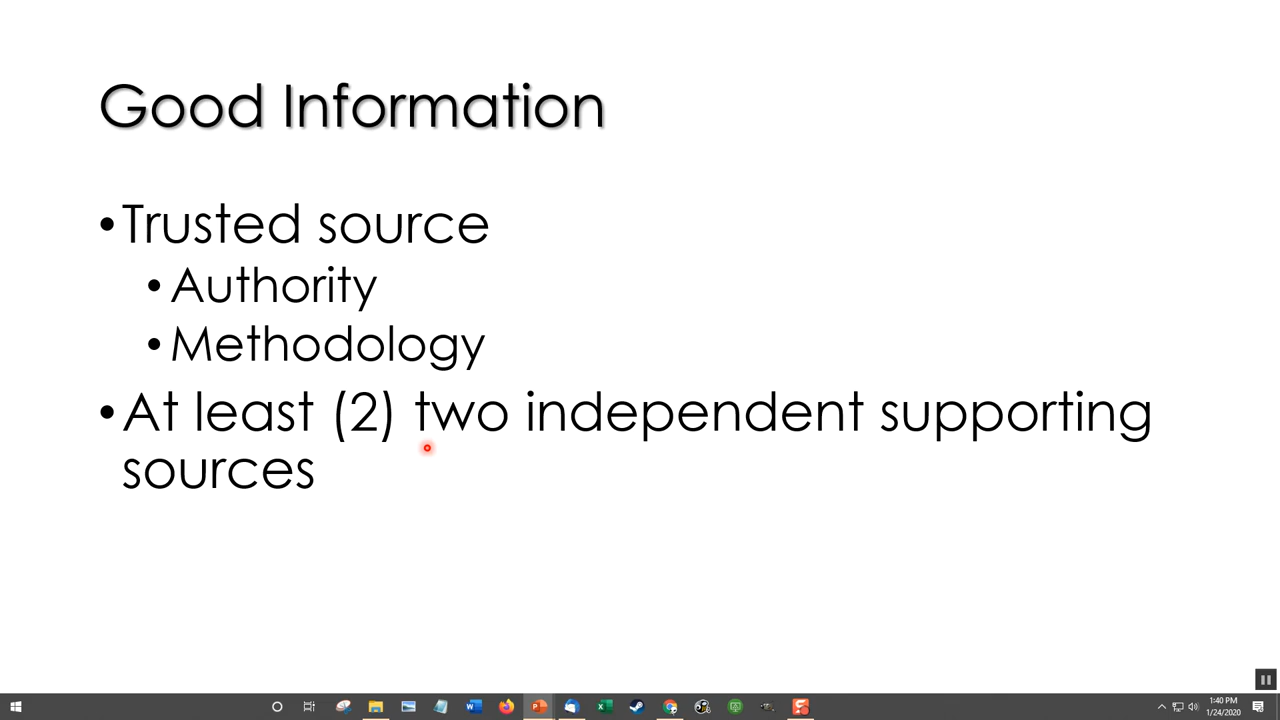 Good Information
•Trusted source
•Authority
•Methodology
•At least (2) two independent supporting
sources
1:40 PM
1/24/2020